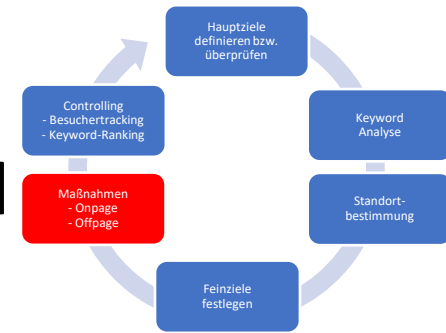 Hauptziele
definieren bzw.
überprüfen
Keyword
Analyse
Standort-
bestimmung
Feinziele
festlegen
Maßnahmen
- Onpage
- Offpage
Controlling
- Besuchertracking
- Keyword-Ranking